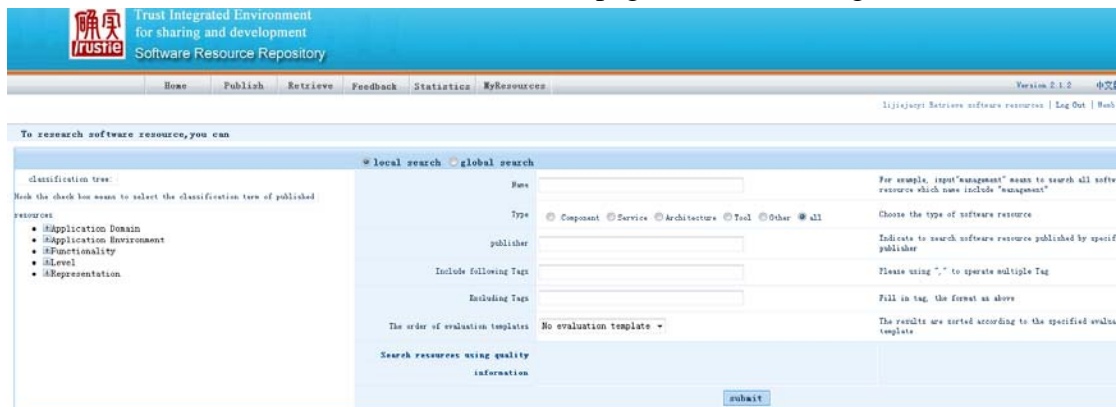 确实
Trustie
Trust Integrated Environment
for sharing and development
Software Resource Repository
Home Publish Retrieve Feedback Statistics MyResources
Version 2.1.2 中文
lijiejacy: Retrieve software resources | Log Out |
To research software resource,you can
local search global search
classification tree:
Hook the check box means to select the classification term of published
resources
Application Domain
Application Environment
Functionality
Level
Representation
Name
For example, input"management" means to search all
resource which name include "management"
Type
Component Service Architecture Tool Other all
Choose the type of software resource
publisher
Indicate to search software resource published by
publisher
Include following Tags
Please using "," to sperate multiple Tag
Excluding Tags
Fill in tag, the format as above
The order of evaluation templates
No evaluation template
The results are sorted according to the specified
template
Search resources using quality
information
submit